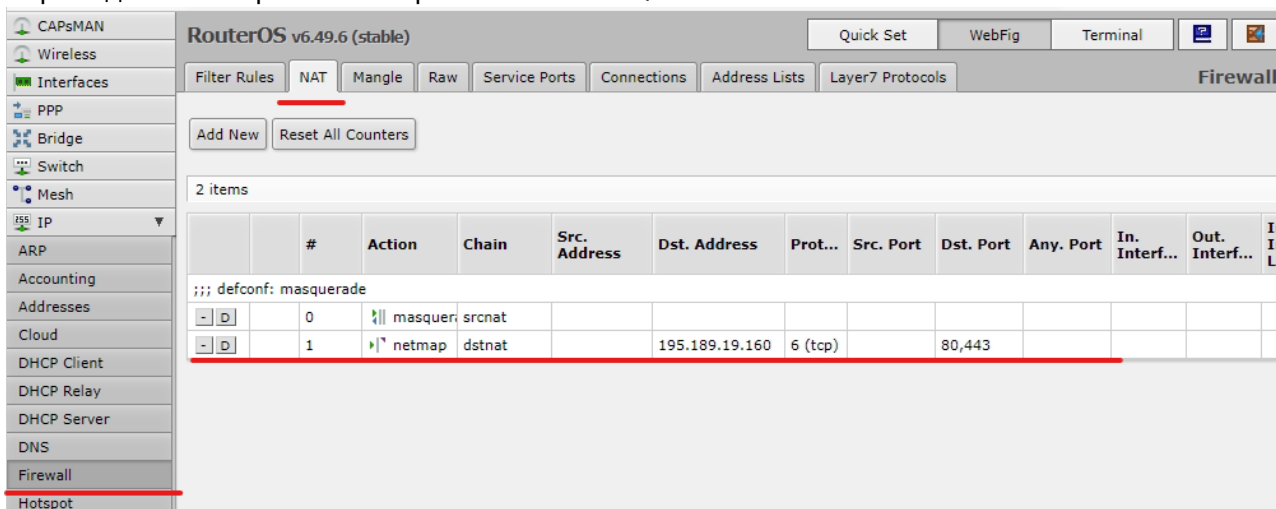 CAPsMAN
Wireless
Interfaces
PPP
Bridge
Switch
Mesh
IP
ARP
Accounting
Addresses
Cloud
DHCP Client
DHCP Relay
DHCP Server
DNS
Firewall
Hotspot
RouterOS v6.49.6 (stable)
Quick Set WebFig Terminal
Filter Rules NAT Mangle Raw Service Ports Connections Address Lists Layer7 Protocols Firewall
Add New Reset All Counters
2 items
# Action Chain Src. Address Dst. Address Prot... Src. Port Dst. Port Any. Port In. Interf... Out. Interf...
;;; defconf: masquerade
- D 0 masquer srcnat
- D 1 netmap dstnat 195.189.19.160 6 (tcp) 80,443